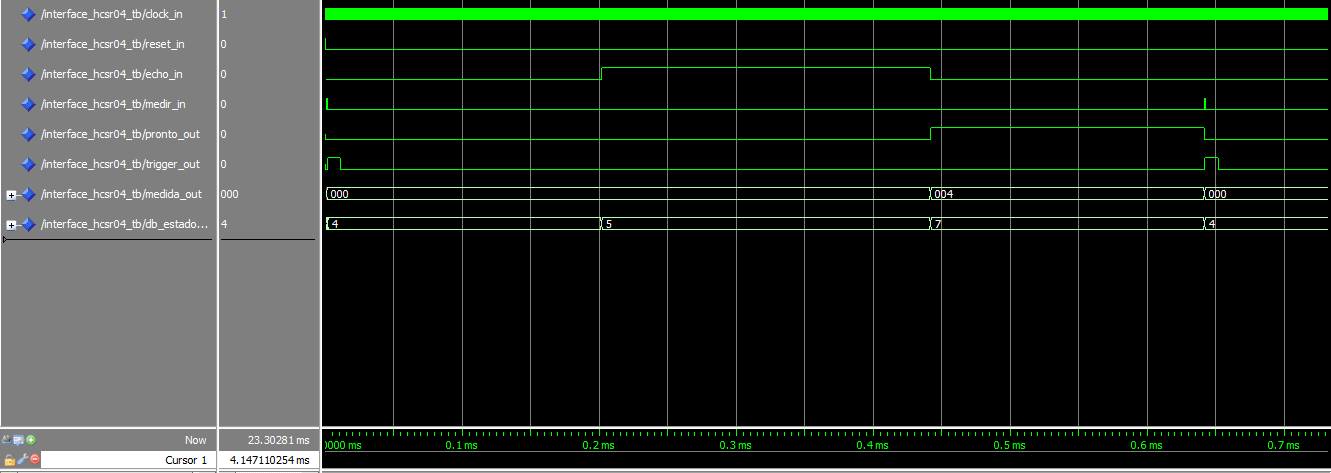 /interface_hcsr04_tb/clock_in 1
/interface_hcsr04_tb/reset_in 0
/interface_hcsr04_tb/echo_in 0
/interface_hcsr04_tb/medir_in 0
/interface_hcsr04_tb/pronto_out 0
/interface_hcsr04_tb/trigger_out 0
/interface_hcsr04_tb/medida_out 000 000 004 000
/interface_hcsr04_tb/db_estado... 4 4 5 7 4
Now 23.30281 ms 0000 ms 0.1 ms 0.2 ms 0.3 ms 0.4 ms 0.5 ms 0.6 ms 0.7 ms
Cursor 1 4.147110254 ms